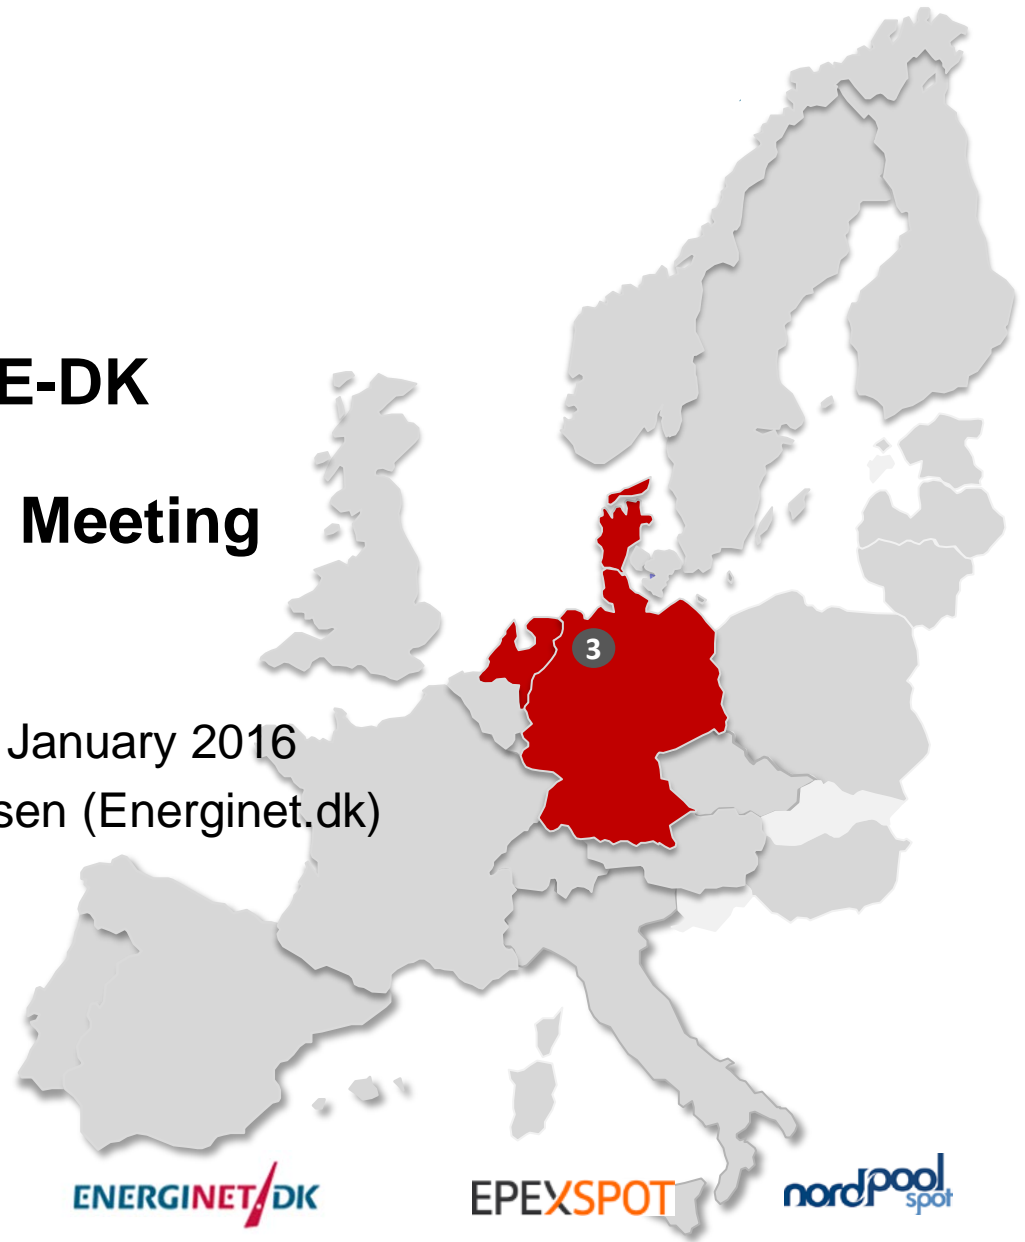 E-DK
Meeting
3
January 2016
sen (Energinet.dk)
ENERGINET/DK
EPEXSPOT
nordpool
spot